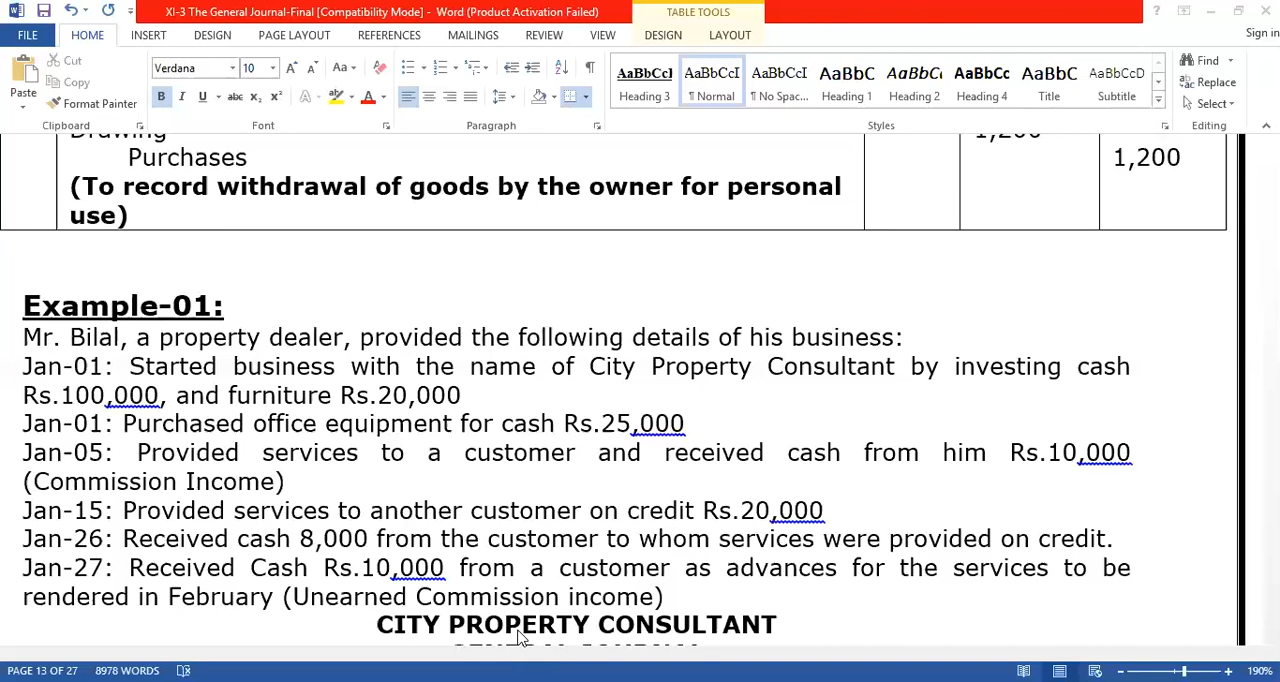 XI-3 The General Journal-Final [Compatibility Mode] - Word (Product Activation Failed)
TABLE TOOLS
?
FILE HOME INSERT DESIGN PAGE LAYOUT REFERENCES MAILINGS REVIEW VIEW DESIGN LAYOUT Sign in
Paste
Cut
Copy
Format Painter
Clipboard
Verdana 10
Font
Paragraph
AaBbCcI AaBbCcI AaBbCcI AaBbC AaBbC AaBbCc AaBbC AaBbCcD
Heading 3 ¶ Normal ¶ No Spac... Heading 1 Heading 2 Heading 4 Title Subtitle
Styles
Find
Replace
Select
Editing
Drawing 1,200
Purchases 1,200
(To record withdrawal of goods by the owner for personal
use)
Example-01:
Mr. Bilal, a property dealer, provided the following details of his business:
Jan-01: Started business with the name of City Property Consultant by investing cash
Rs.100,000, and furniture Rs.20,000
Jan-01: Purchased office equipment for cash Rs.25,000
Jan-05: Provided services to a customer and received cash from him Rs.10,000
(Commission Income)
Jan-15: Provided services to another customer on credit Rs.20,000
Jan-26: Received cash 8,000 from the customer to whom services were provided on credit.
Jan-27: Received Cash Rs.10,000 from a customer as advances for the services to be
rendered in February (Unearned Commission income)
CITY PROPERTY CONSULTANT
GENERAL JOURNAL
PAGE 13 OF 27 8978 WORDS 190%